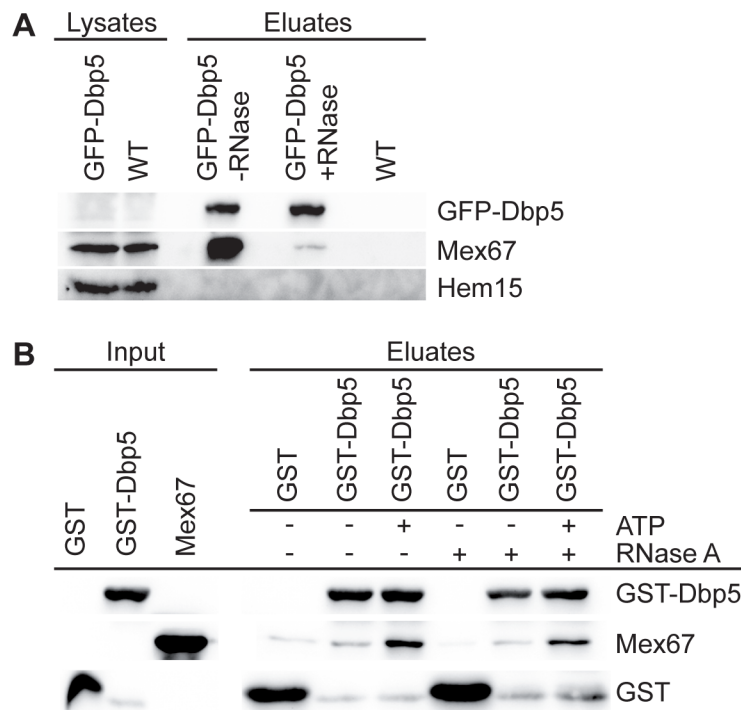 A
Lysates
Eluates
GFP-Dbp5
WT
GFP-Dbp5
-RNase
GFP-Dbp5
+RNase
WT
GFP-Dbp5
Mex67
Hem15
B
Input
Eluates
GST
GST-Dbp5
Mex67
GST
GST-Dbp5
GST-Dbp5
GST
GST-Dbp5
GST-Dbp5
- - + - - + ATP
- - - + + + RNase A
GST-Dbp5
Mex67
GST